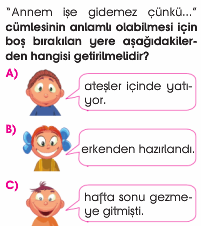 "Annem işe gidemez çünkü..."
cümlesinin anlamlı olabilmesi için
boş bırakılan yere aşağıdakiler-
den hangisi getirilmelidir?
A)
ateşler içinde yatı-
yor.
B)
erkenden hazırlandı.
C)
hafta sonu gezme-
ye gitmişti.